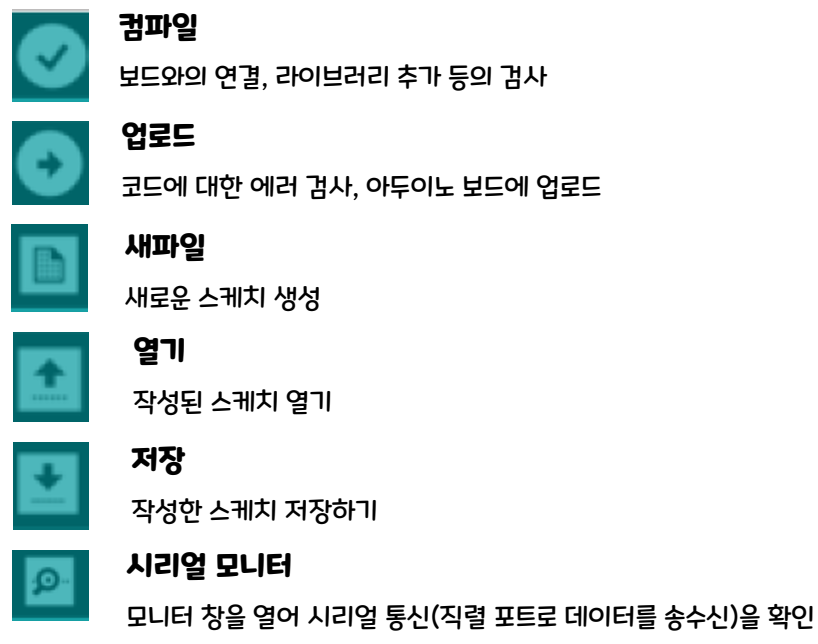 컴파일
보드와의 연결, 라이브러리 추가 등의 검사
업로드
코드에 대한 에러 검사, 아두이노 보드에 업로드
새파일
새로운 스케치 생성
열기
작성된 스케치 열기
저장
작성한 스케치 저장하기
시리얼 모니터
모니터 창을 열어 시리얼 통신(직렬 포트로 데이터를 송수신)을 확인